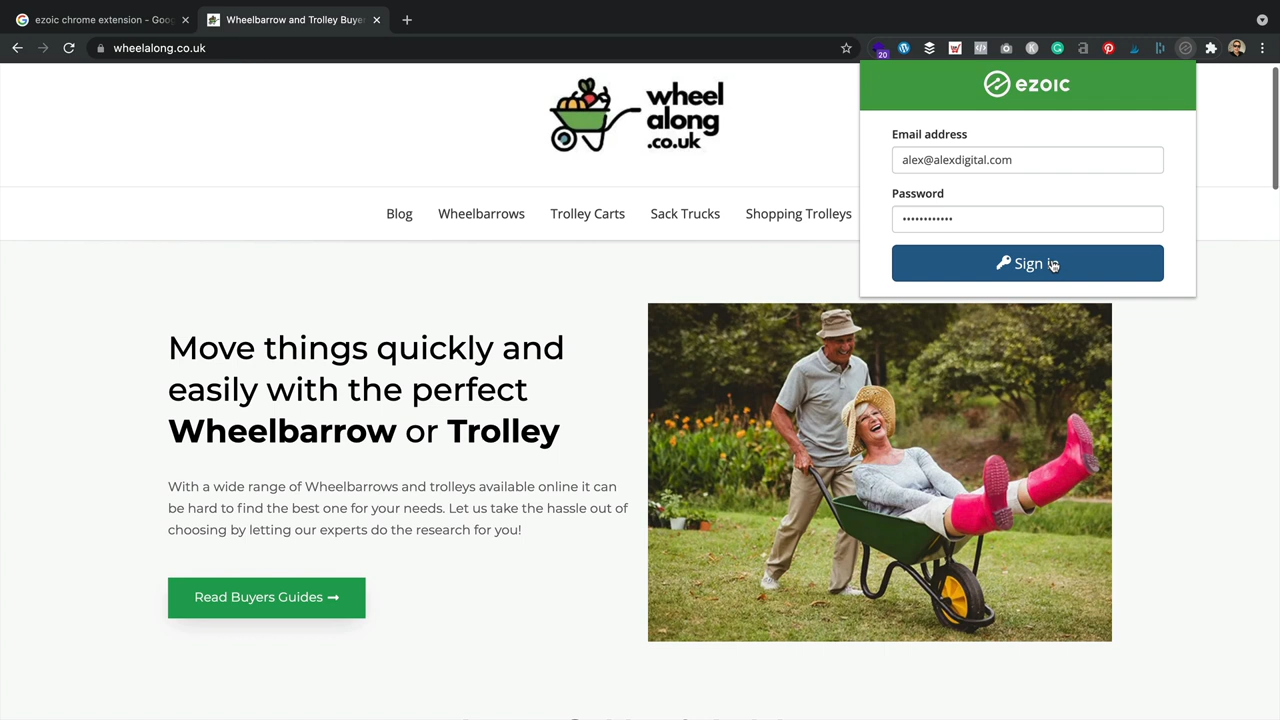 ezoic chrome extension - Goog
Wheelbarrow and Trolley Buye
wheelalong.co.uk
20
wheel
along
.co.uk
ezoic
Email address
alex@alexdigital.com
Password
••••••••••••
Sign in
Blog
Wheelbarrows
Trolley Carts
Sack Trucks
Shopping Trolleys
Move things quickly and
easily with the perfect
Wheelbarrow or Trolley
With a wide range of Wheelbarrows and trolleys available online it can
be hard to find the best one for your needs. Let us take the hassle out of
choosing by letting our experts do the research for you!
Read Buyers Guides ➞